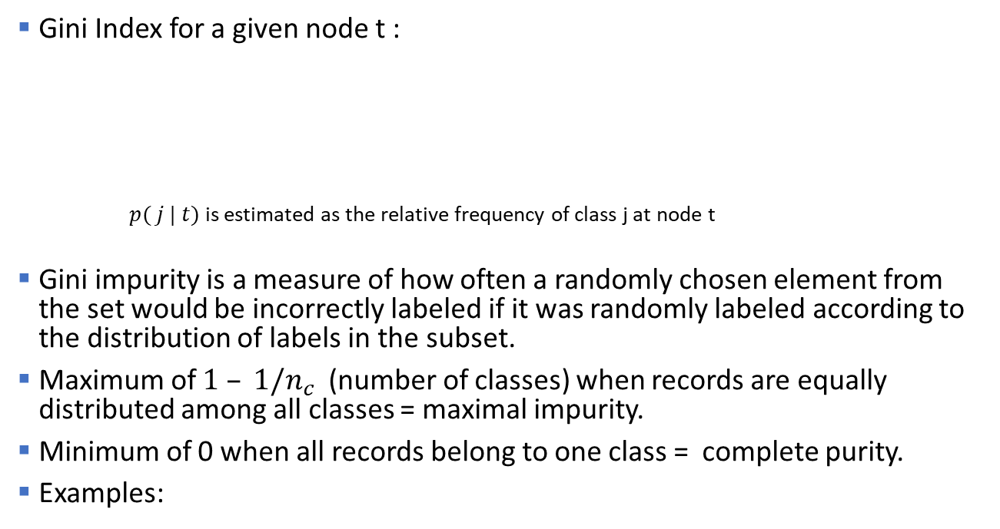 ▪ Gini Index for a given node t :
p( j | t) is estimated as the relative frequency of class j at node t
▪ Gini impurity is a measure of how often a randomly chosen element from
the set would be incorrectly labeled if it was randomly labeled according to
the distribution of labels in the subset.
▪ Maximum of 1 − 1/n_c (number of classes) when records are equally
distributed among all classes = maximal impurity.
▪ Minimum of 0 when all records belong to one class = complete purity.
▪ Examples: